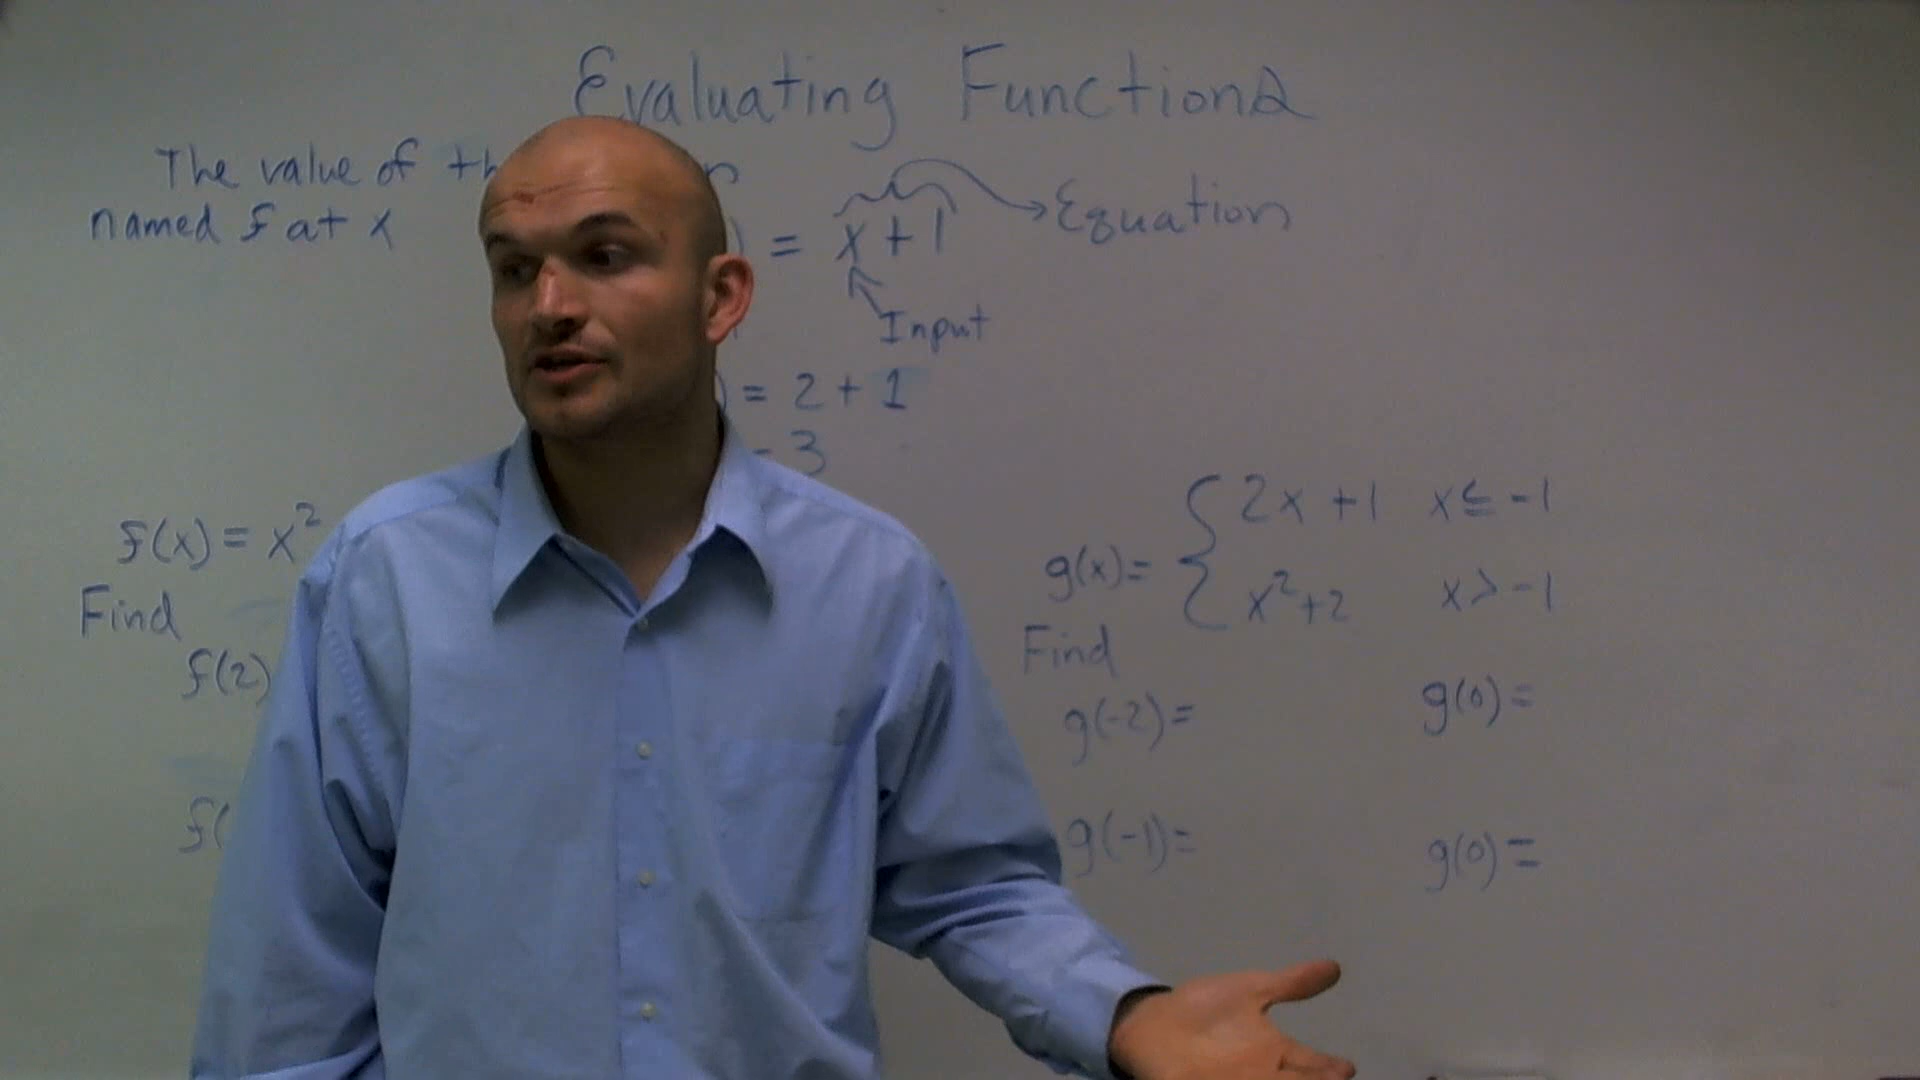 Evaluating Functions
The value of
named f at x
) = x + 1
Equation
Input
) = 2 + 1
= 3
f(x) = x²
Find
f(2)
f(
g(x) = { 2x + 1 x ≤ -1
x² + 2 x > -1
Find
g(-2) = g(0) =
g(-1) = g(0) =